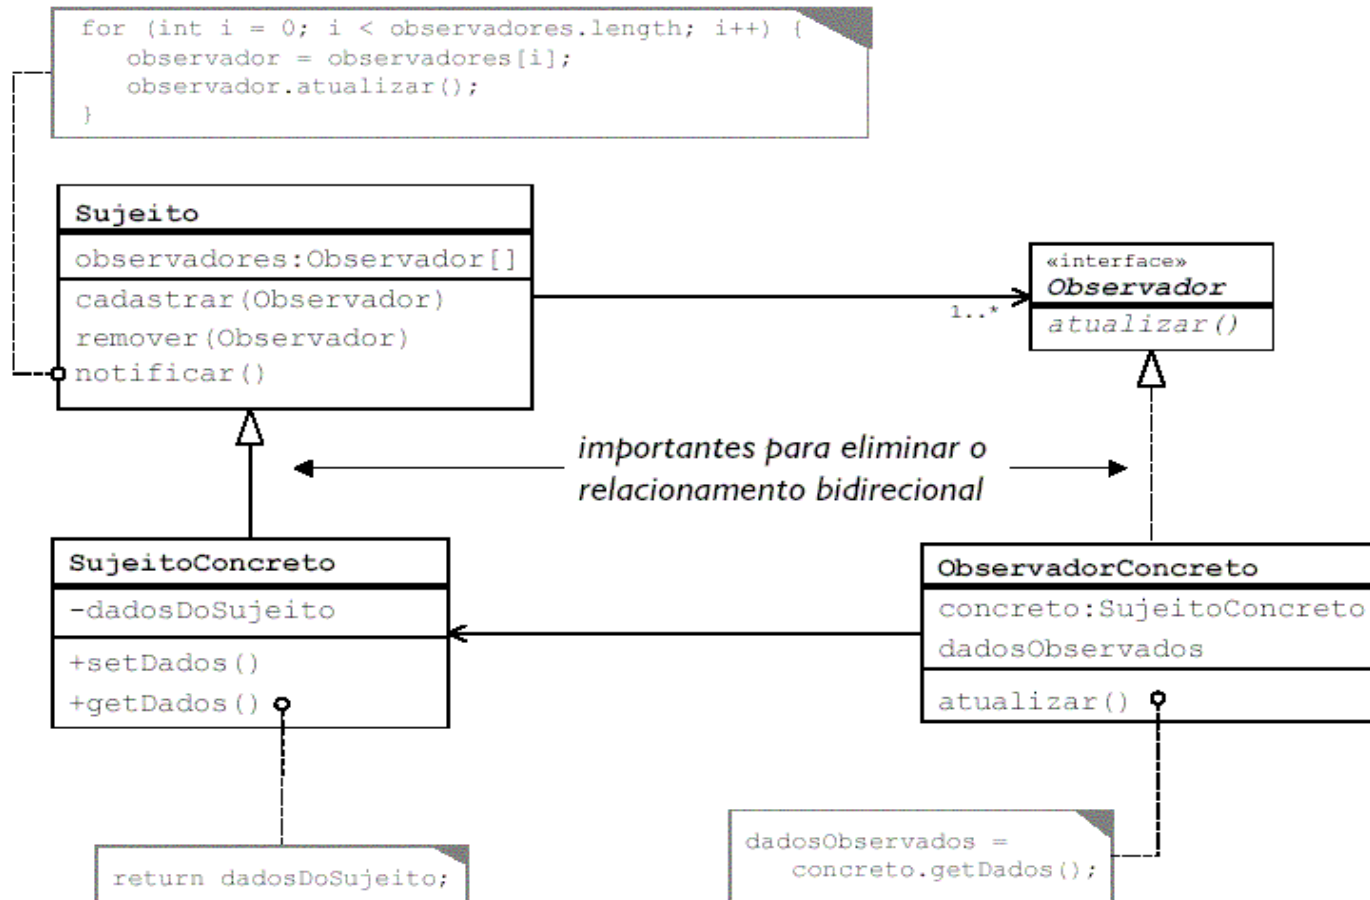 for (int i = 0; i < observadores.length; i++) {
observador = observadores[i];
observador.atualizar();
}
Sujeito
observadores:Observador[]
cadastrar(Observador)
remover(Observador)
notificar()
1..*
«interface»
Observador
atualizar()
importantes para eliminar o
relacionamento bidirecional
SujeitoConcreto
-dadosDoSujeito
+setDados()
+getDados()
ObservadorConcreto
concreto:SujeitoConcreto
dadosObservados
atualizar()
return dadosDoSujeito;
dadosObservados =
concreto.getDados();